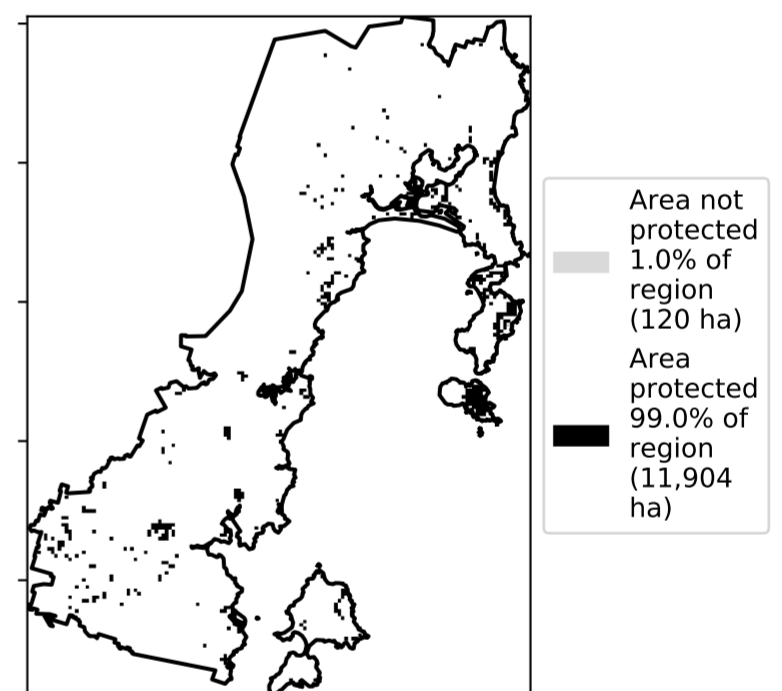 Area not
protected
1.0% of
region
(120 ha)
Area
protected
99.0% of
region
(11,904
ha)